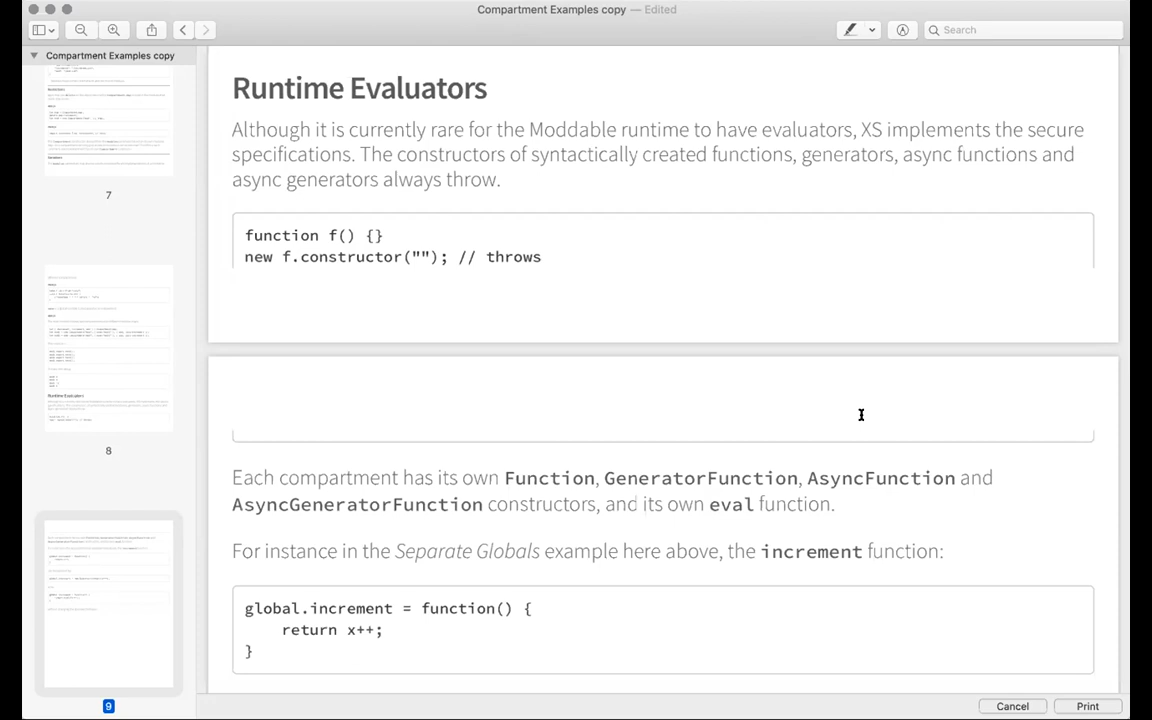 Compartment Examples copy — Edited
Search
Compartment Examples copy
7
8
9
Runtime Evaluators
Although it is currently rare for the Moddable runtime to have evaluators, XS implements the secure
specifications. The constructors of syntactically created functions, generators, async functions and
async generators always throw.
function f() {}
new f.constructor(""); // throws
Each compartment has its own Function, GeneratorFunction, AsyncFunction and
AsyncGeneratorFunction constructors, and its own eval function.
For instance in the Separate Globals example here above, the increment function:
global.increment = function() {
return x++;
}
Cancel
Print